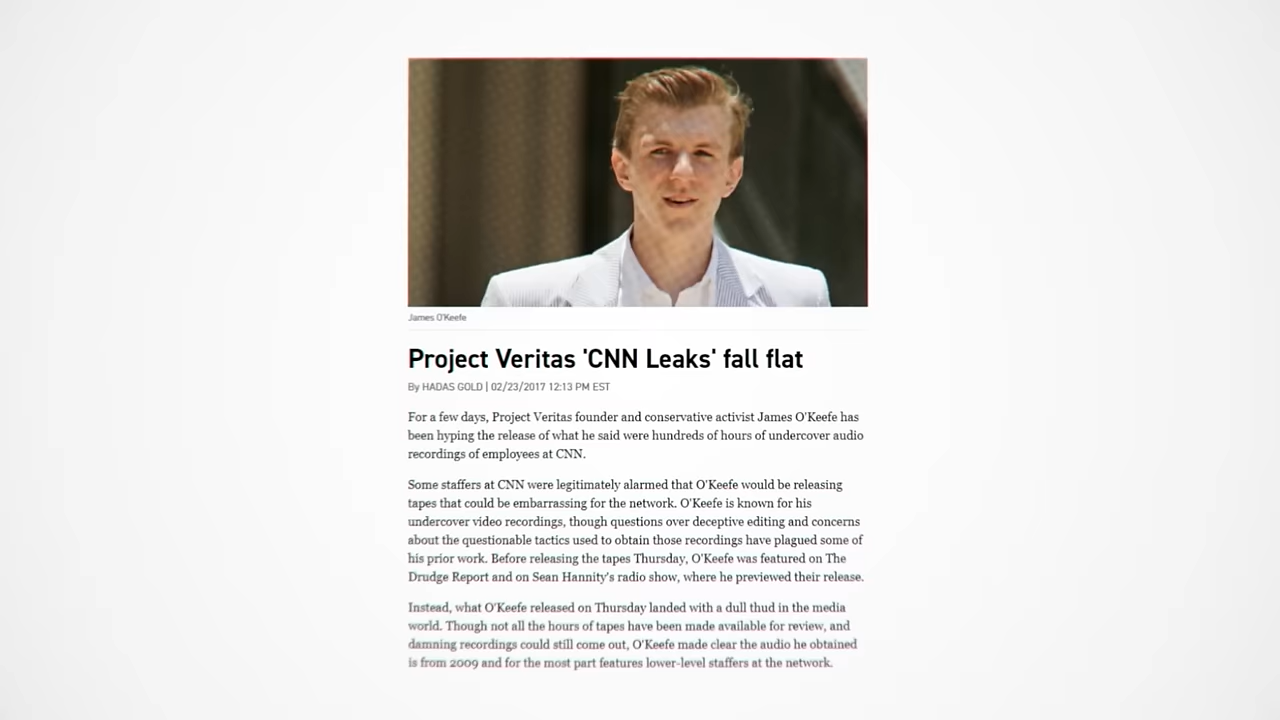 James O'Keefe
Project Veritas 'CNN Leaks' fall flat
By HADAS GOLD | 02/23/2017 12:13 PM EST
For a few days, Project Veritas founder and conservative activist James O'Keefe has
been hyping the release of what he said were hundreds of hours of undercover audio
recordings of employees at CNN.
Some staffers at CNN were legitimately alarmed that O'Keefe would be releasing
tapes that could be embarrassing for the network. O'Keefe is known for his
undercover video recordings, though questions over deceptive editing and concerns
about the questionable tactics used to obtain those recordings have plagued some of
his prior work. Before releasing the tapes Thursday, O'Keefe was featured on The
Drudge Report and on Sean Hannity's radio show, where he previewed their release.
Instead, what O'Keefe released on Thursday landed with a dull thud in the media
world. Though not all the hours of tapes have been made available for review, and
damning recordings could still come out, O'Keefe made clear the audio he obtained
is from 2009 and for the most part features lower-level staffers at the network.